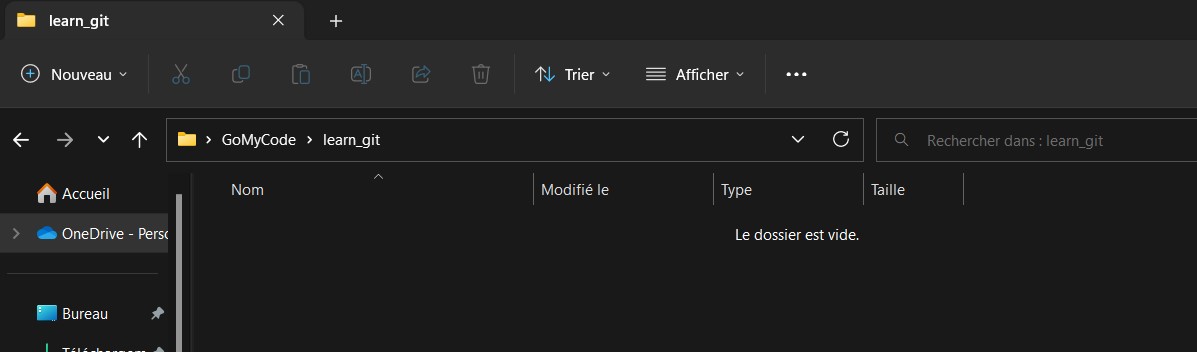 learn_git
Nouveau Trier Afficher
GoMyCode learn_git Rechercher dans : learn_git
Nom Modifié le Type Taille
Accueil
Le dossier est vide.
OneDrive - Perso
Bureau